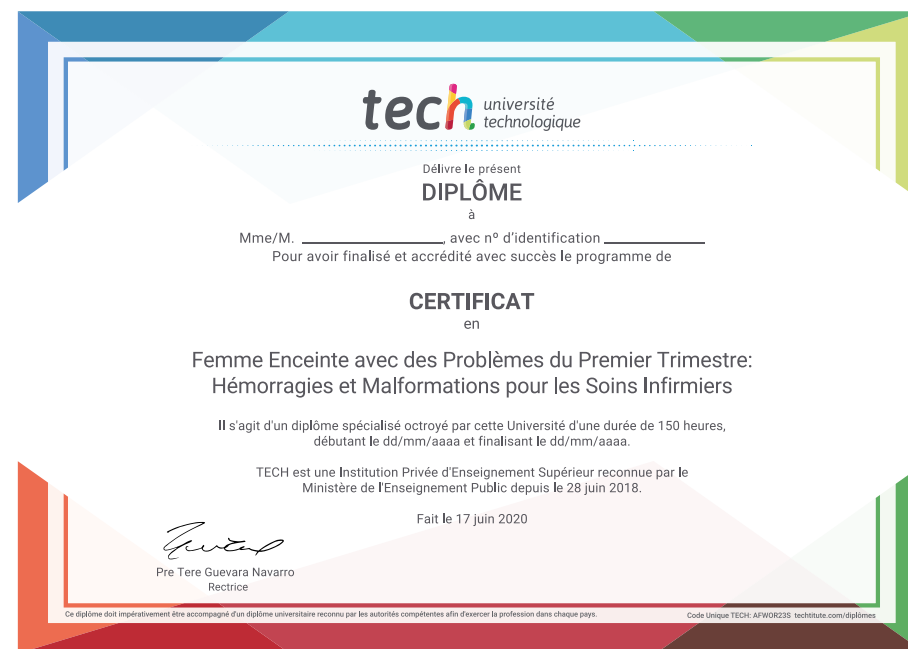 tech université
technologique
Délivre le présent
DIPLÔME
à
Mme/M. ____________________, avec nº d'identification ______________
Pour avoir finalisé et accrédité avec succès le programme de
CERTIFICAT
en
Femme Enceinte avec des Problèmes du Premier Trimestre:
Hémorragies et Malformations pour les Soins Infirmiers
Il s'agit d'un diplôme spécialisé octroyé par cette Université d'une durée de 150 heures,
débutant le dd/mm/aaaa et finalisant le dd/mm/aaaa.
TECH est une Institution Privée d'Enseignement Supérieur reconnue par le
Ministère de l'Enseignement Public depuis le 28 juin 2018.
Fait le 17 juin 2020
Pre Tere Guevara Navarro
Rectrice
Ce diplôme doit impérativement être accompagné d'un diplôme universitaire reconnu par les autorités compétentes afin d'exercer la profession dans chaque pays.
Code Unique TECH: AFWOR23S techtitute.com/diplômes